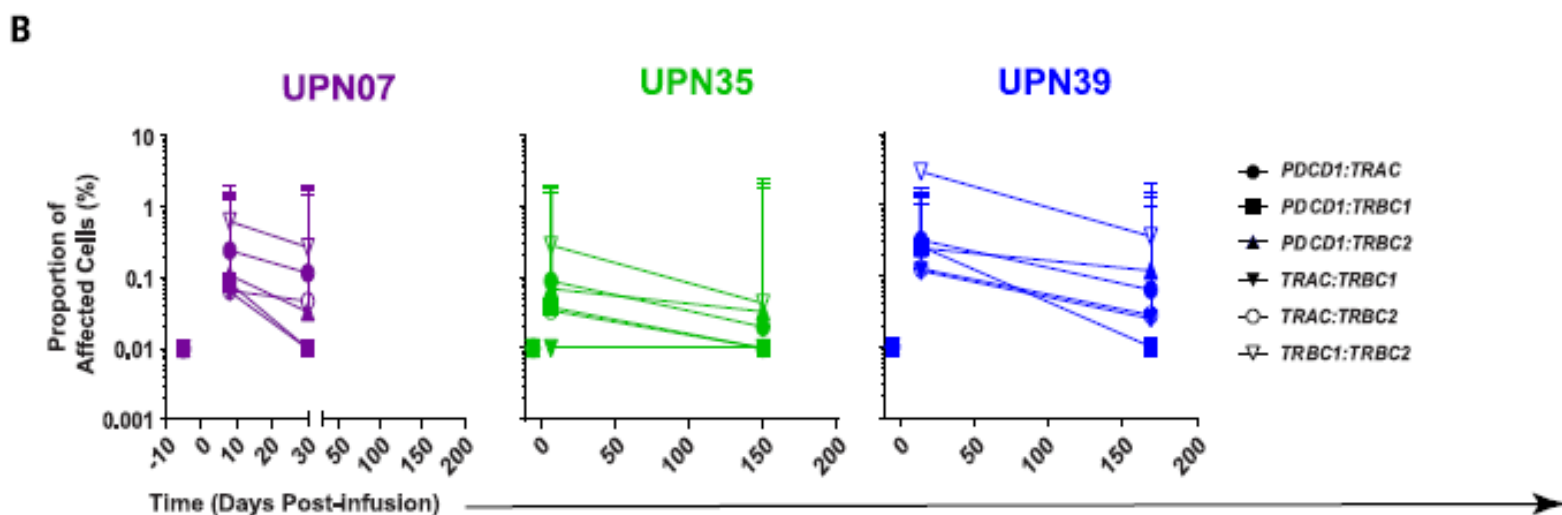 B
UPN07
UPN35
UPN39
Proportion of
Affected Cells (%)
10
1
0.1
0.01
0.001
-10 0 10 20 30 50 100 150 200
0 50 100 150 200
0 50 100 150 200
PDCD1:TRAC
PDCD1:TRBC1
PDCD1:TRBC2
TRAC:TRBC1
TRAC:TRBC2
TRBC1:TRBC2
Time (Days Post-infusion)